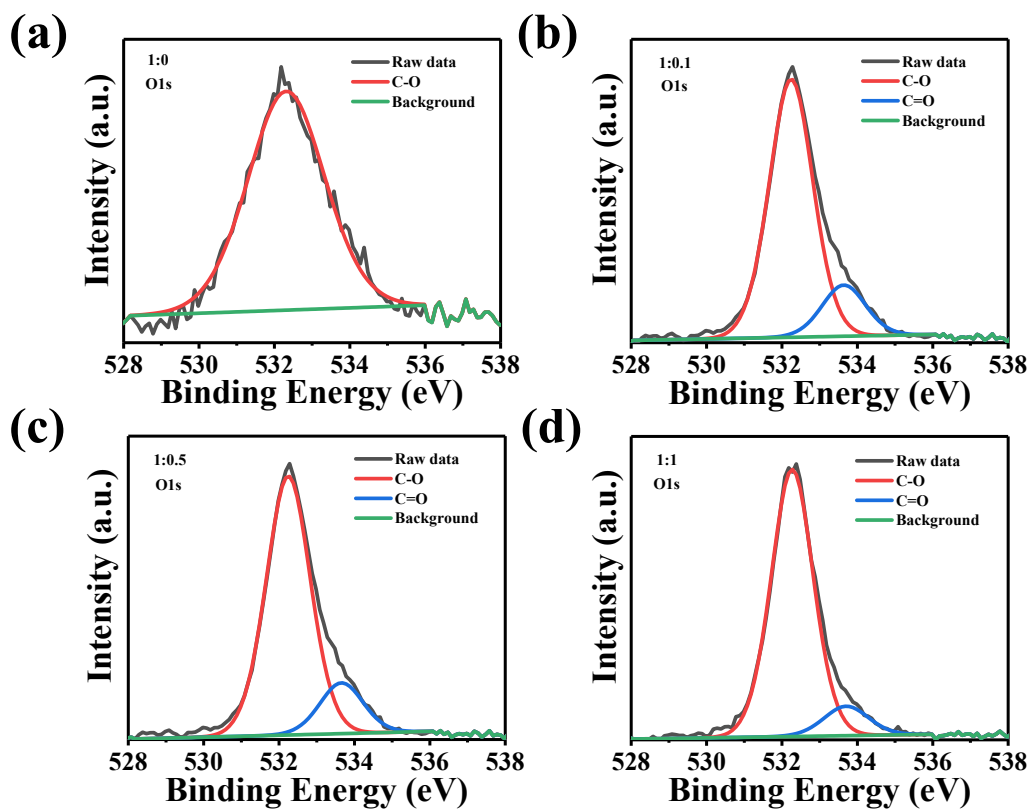 (a)
1:0
O1s
Raw data
C-O
Background
Intensity (a.u.)
528 530 532 534 536 538
Binding Energy (eV)
(b)
1:0.1
O1s
Raw data
C-O
C=O
Background
Intensity (a.u.)
528 530 532 534 536 538
Binding Energy (eV)
(c)
1:0.5
O1s
Raw data
C-O
C=O
Background
Intensity (a.u.)
528 530 532 534 536 538
Binding Energy (eV)
(d)
1:1
O1s
Raw data
C-O
C=O
Background
Intensity (a.u.)
528 530 532 534 536 538
Binding Energy (eV)